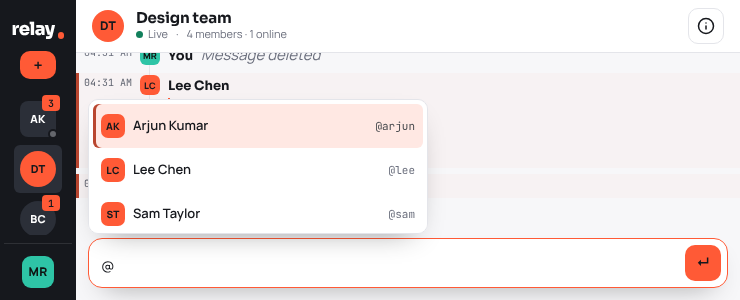 relay.
+
3
AK
DT
1
BC
MR
DT
Design team
Live · 4 members · 1 online
04:31 AM MR You Message deleted
04:31 AM LC Lee Chen
AK Arjun Kumar @arjun
LC Lee Chen @lee
ST Sam Taylor @sam
@